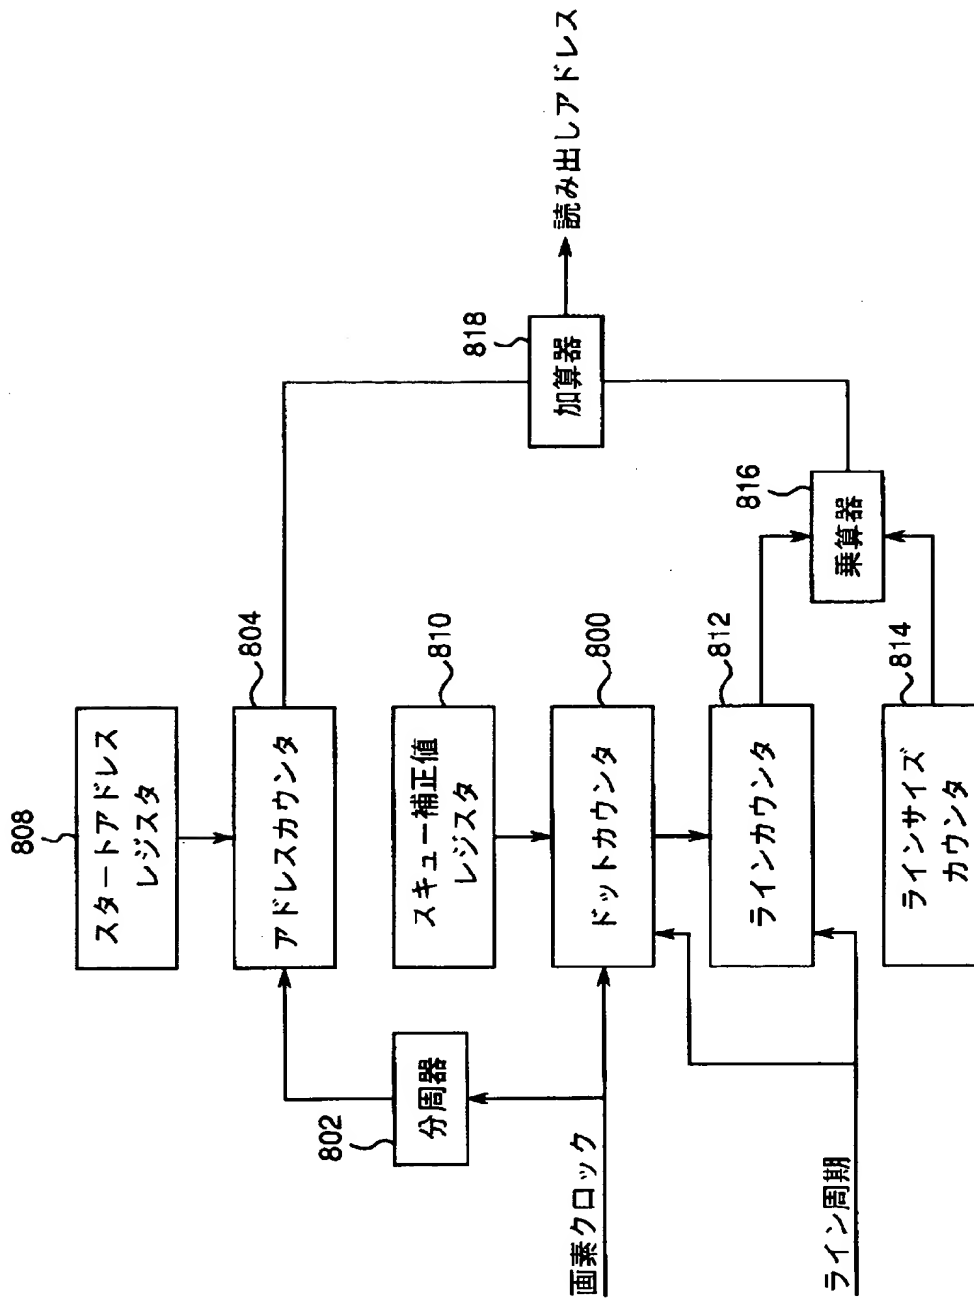 808
スタートアドレス
レジスタ
804
アドレスカウンタ
802
分周器
810
スキュー補正値
レジスタ
818
加算器
読み出しアドレス
画素クロック
800
ドットカウンタ
812
ラインカウンタ
816
乗算器
ライン周期
814
ラインサイズ
カウンタ